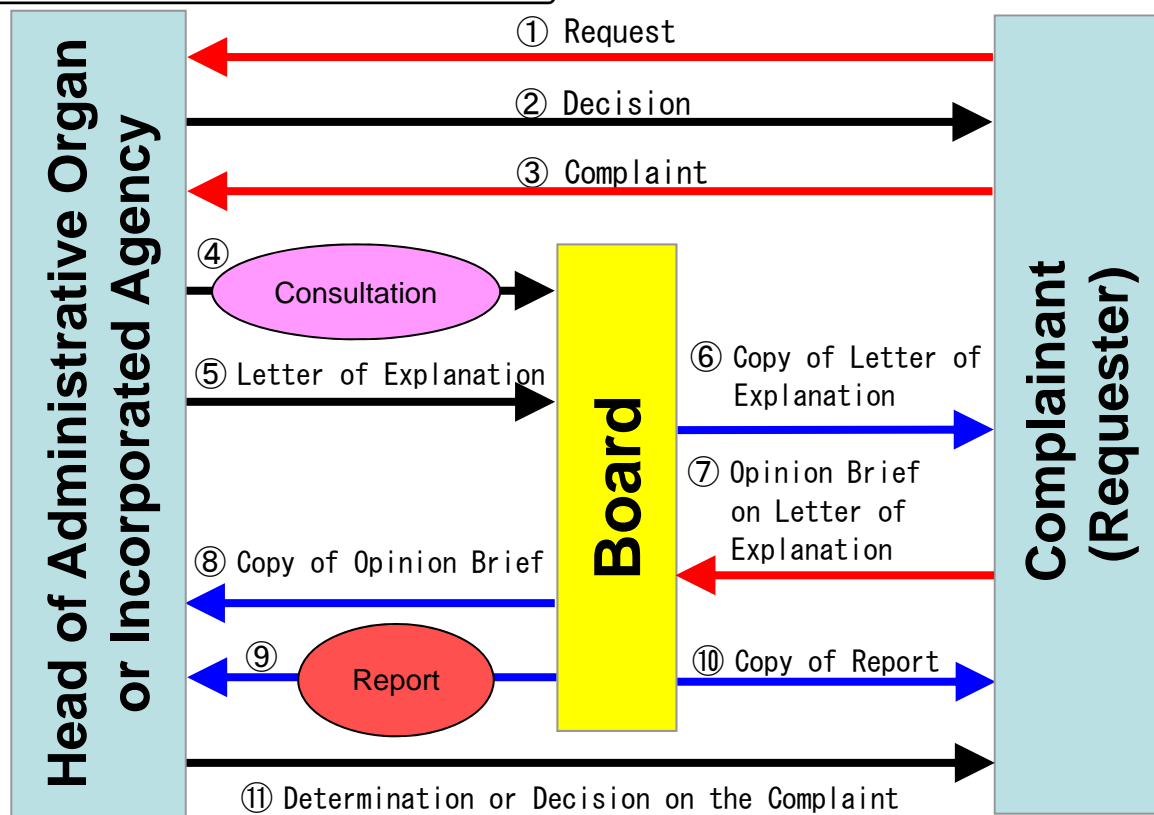 Head of Administrative Organ
or Incorporated Agency
① Request
② Decision
③ Complaint
④
Consultation
⑤ Letter of Explanation
Board
⑥ Copy of Letter of
Explanation
⑦ Opinion Brief
on Letter of
Explanation
⑧ Copy of Opinion Brief
⑨
Report
⑩ Copy of Report
⑪ Determination or Decision on the Complaint
Complainant
(Requester)